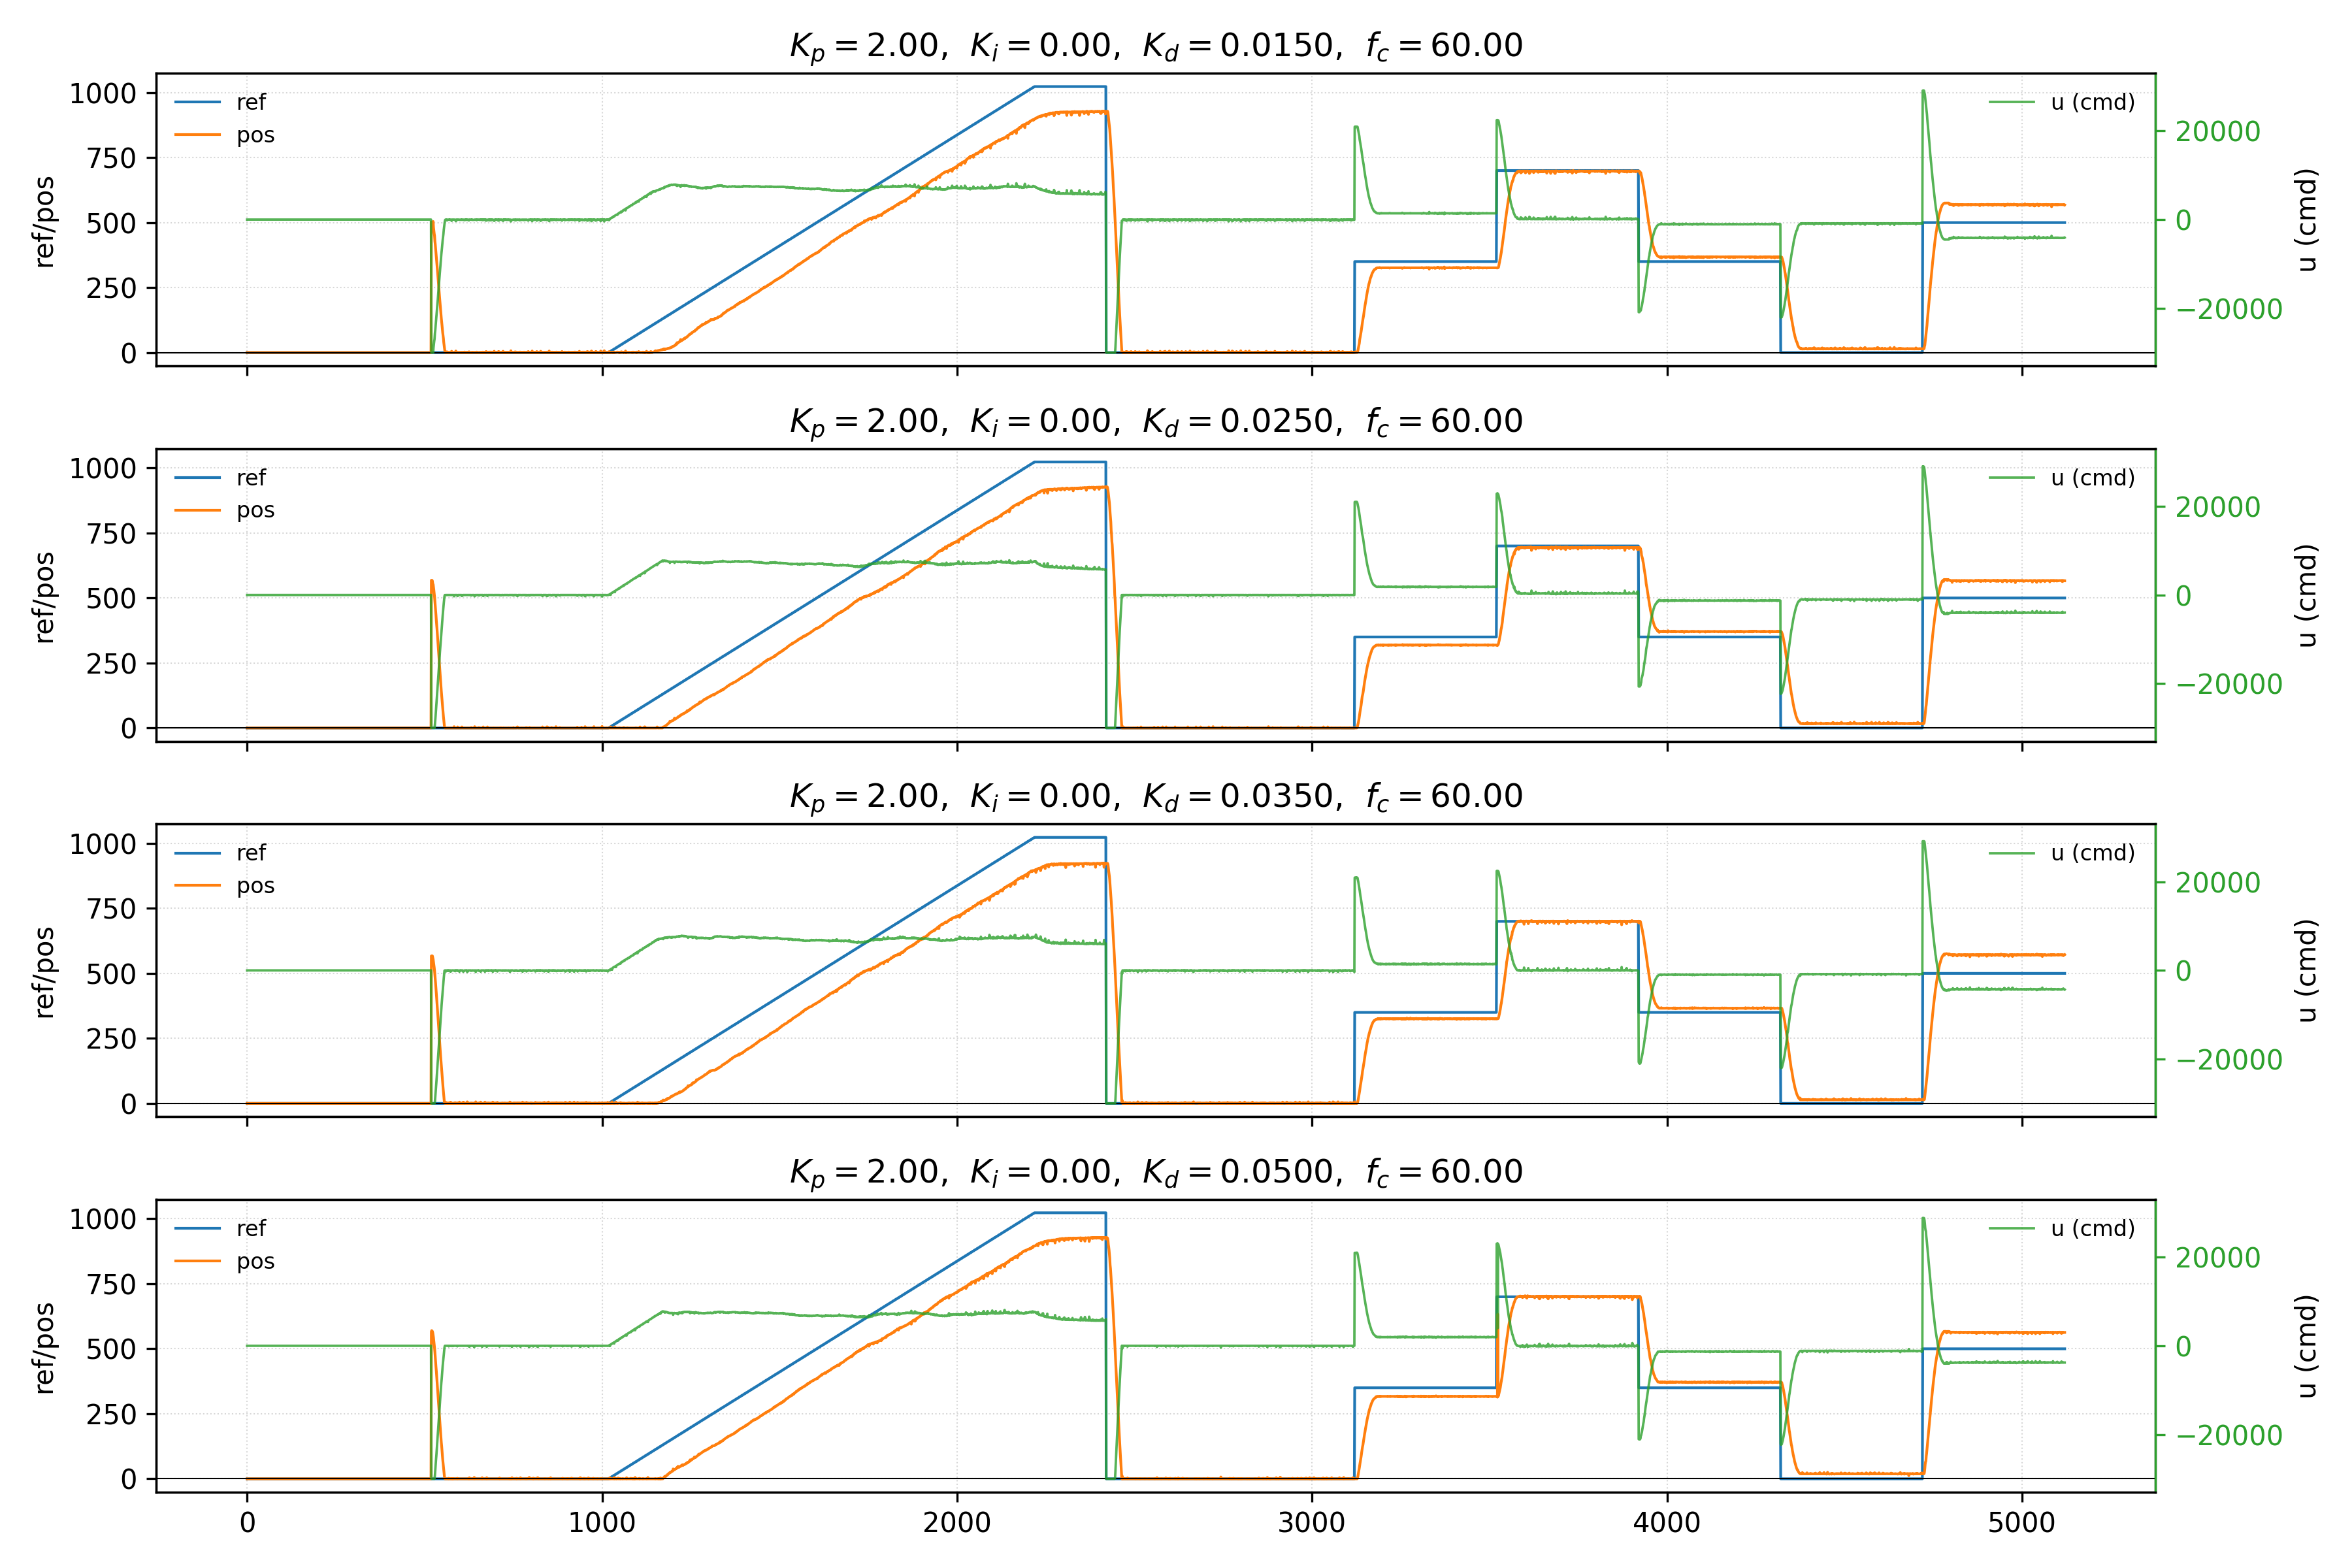 K_p = 2.00, K_i = 0.00, K_d = 0.0150, f_c = 60.00
ref
pos
u (cmd)
1000
750
500
250
0
ref/pos
20000
0
−20000
u (cmd)
K_p = 2.00, K_i = 0.00, K_d = 0.0250, f_c = 60.00
ref
pos
u (cmd)
1000
750
500
250
0
ref/pos
20000
0
−20000
u (cmd)
K_p = 2.00, K_i = 0.00, K_d = 0.0350, f_c = 60.00
ref
pos
u (cmd)
1000
750
500
250
0
ref/pos
20000
0
−20000
u (cmd)
K_p = 2.00, K_i = 0.00, K_d = 0.0500, f_c = 60.00
ref
pos
u (cmd)
1000
750
500
250
0
ref/pos
20000
0
−20000
u (cmd)
0 1000 2000 3000 4000 5000